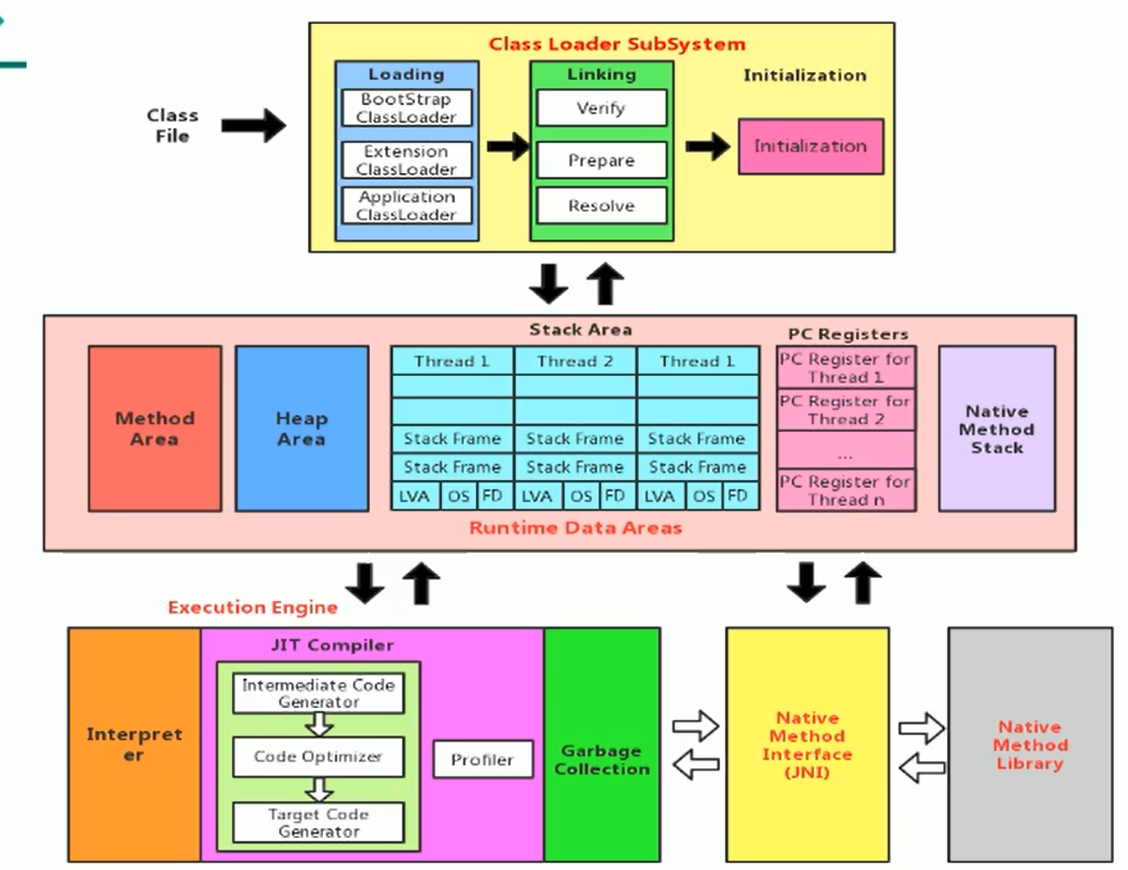 Class Loader SubSystem
Loading
Linking
Initialization
Class
File
BootStrap
ClassLoader
Extension
ClassLoader
Application
ClassLoader
Verify
Prepare
Resolve
Initialization
Stack Area
PC Registers
Method
Area
Heap
Area
Thread 1
Thread 2
Thread 1
Stack Frame
Stack Frame
Stack Frame
Stack Frame
Stack Frame
Stack Frame
LVA OS FD
LVA OS FD
LVA OS FD
PC Register for
Thread 1
PC Register for
Thread 2
...
PC Register for
Thread n
Native
Method
Stack
Runtime Data Areas
Execution Engine
Interpret
er
JIT Compiler
Intermediate Code
Generator
Code Optimizer
Target Code
Generator
Profiler
Garbage
Collection
Native
Method
Interface
(JNI)
Native
Method
Library